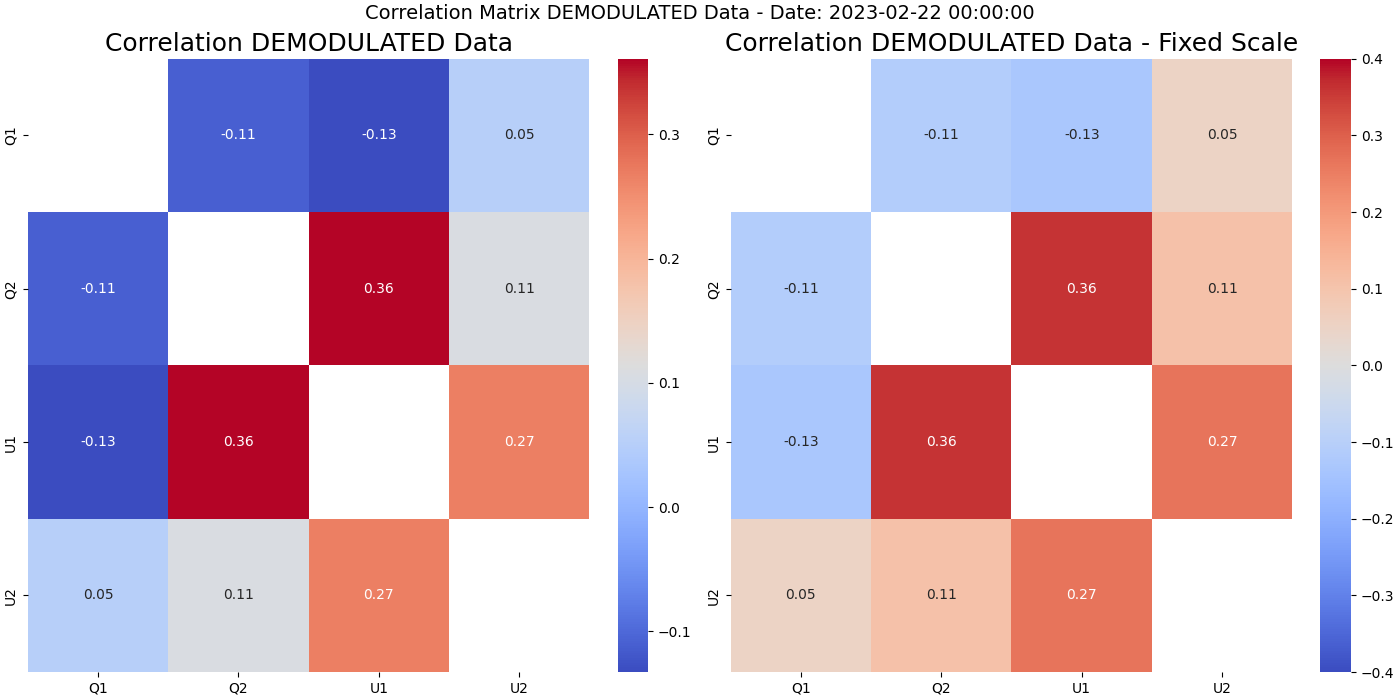 Correlation Matrix DEMODULATED Data - Date: 2023-02-22 00:00:00
Correlation DEMODULATED Data
Q1
-0.11
-0.13
0.05
Q2
-0.11
0.36
0.11
U1
-0.13
0.36
0.27
U2
0.05
0.11
0.27
Q1
Q2
U1
U2
0.3
0.2
0.1
0.0
−0.1
Correlation DEMODULATED Data - Fixed Scale
Q1
-0.11
-0.13
0.05
Q2
-0.11
0.36
0.11
U1
-0.13
0.36
0.27
U2
0.05
0.11
0.27
Q1
Q2
U1
U2
0.4
0.3
0.2
0.1
0.0
−0.1
−0.2
−0.3
−0.4